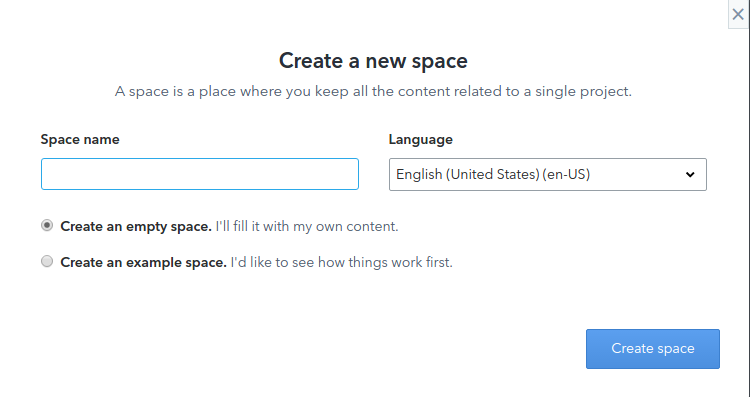 Create a new space
A space is a place where you keep all the content related to a single project.
Space name
Language
English (United States) (en-US)
Create an empty space. I'll fill it with my own content.
Create an example space. I'd like to see how things work first.
Create space